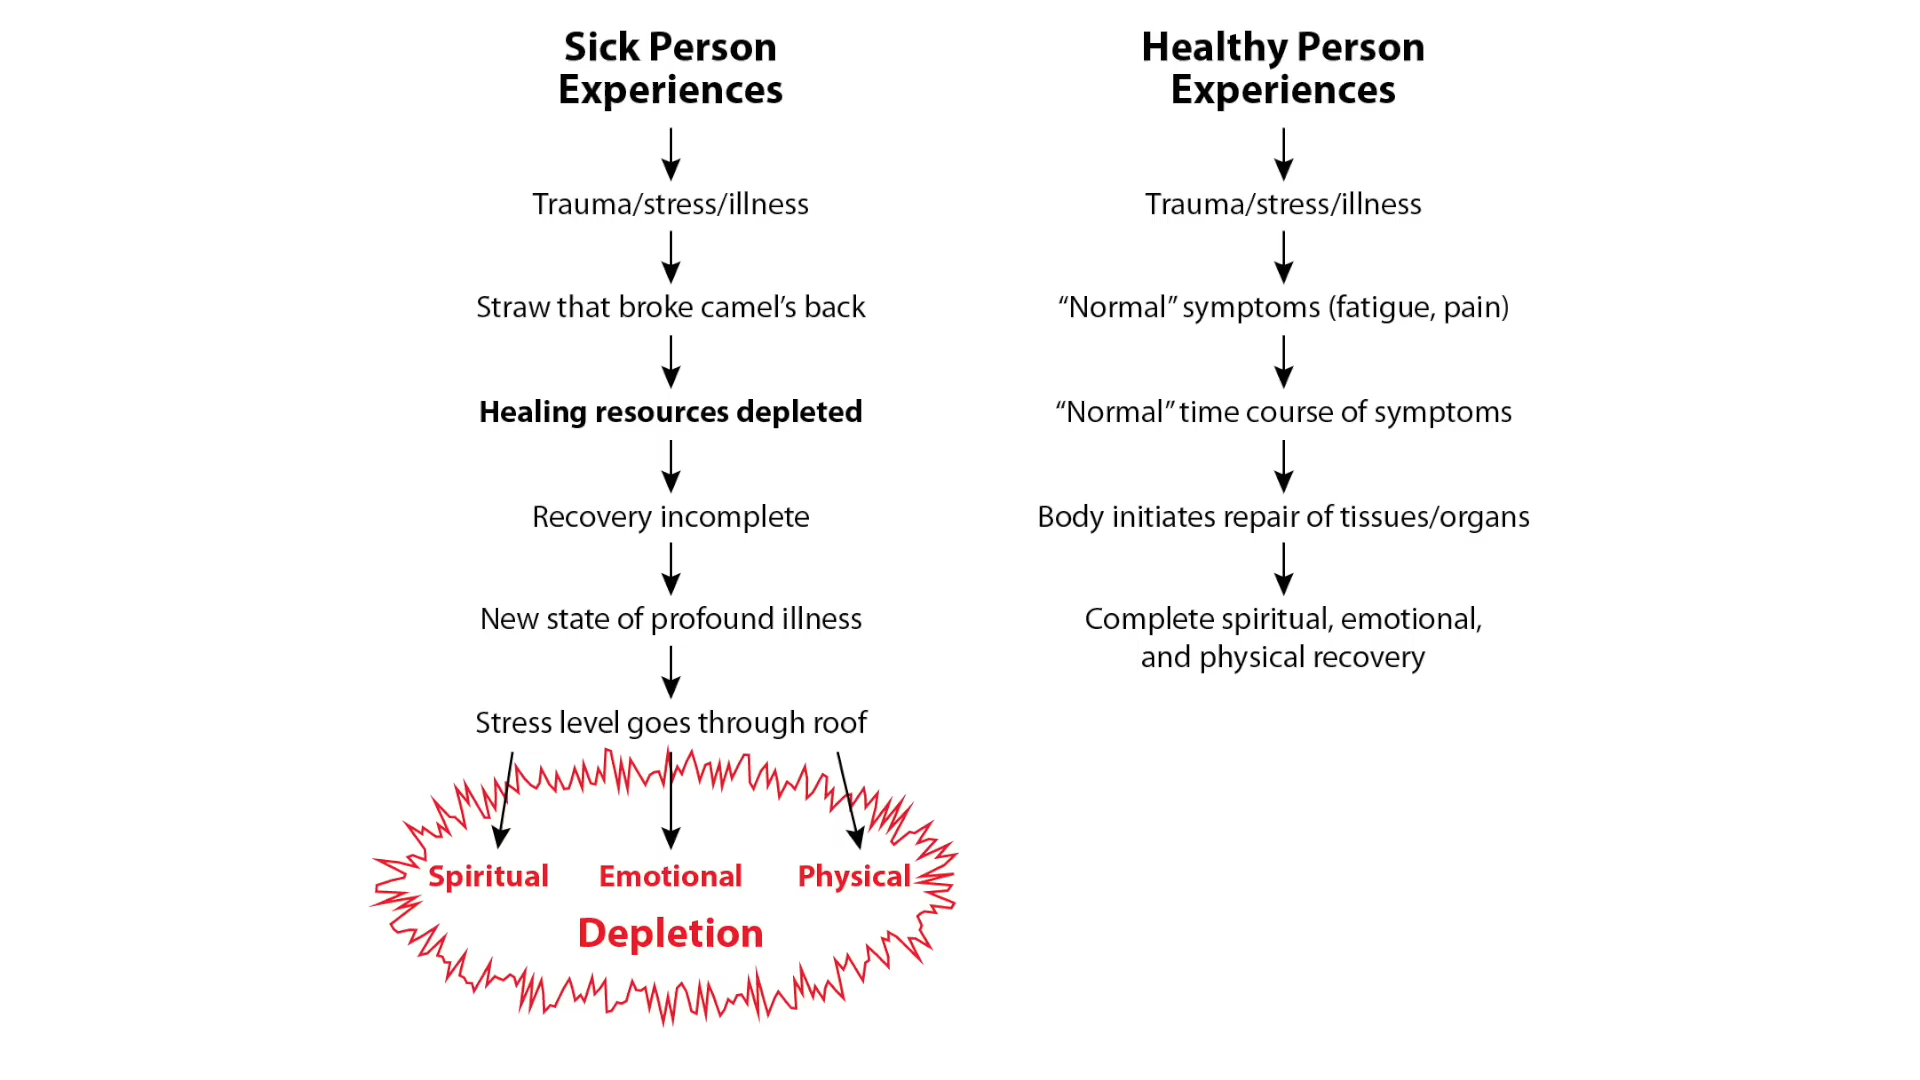 Sick Person
Experiences
Trauma/stress/illness
Straw that broke camel’s back
Healing resources depleted
Recovery incomplete
New state of profound illness
Stress level goes through roof
Spiritual Emotional Physical
Depletion
Healthy Person
Experiences
Trauma/stress/illness
“Normal” symptoms (fatigue, pain)
“Normal” time course of symptoms
Body initiates repair of tissues/organs
Complete spiritual, emotional,
and physical recovery